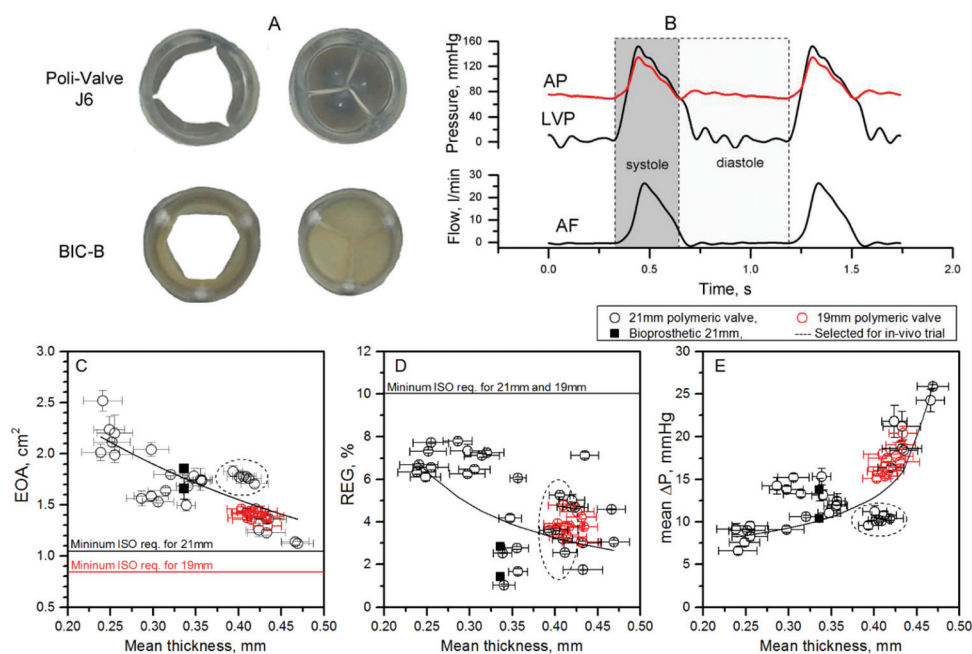 A
Poli-Valve
J6
BIC-B
B
Pressure, mmHg
160
120
80
40
0
AP
LVP
systole
diastole
Flow, l/min
30
25
20
15
10
5
0
AF
0.0 0.5 1.0 1.5 2.0
Time, s
21mm polymeric valve,
19mm polymeric valve
Bioprosthetic 21mm,
Selected for in-vivo trial
C
EOA, cm2
3.0
2.5
2.0
1.5
1.0
0.5
Mininum ISO req. for 21mm
Mininum ISO req. for 19mm
0.20 0.25 0.30 0.35 0.40 0.45 0.50
Mean thickness, mm
D
REG, %
12
10
8
6
4
2
0
Mininum ISO req. for 21mm and 19mm
0.20 0.25 0.30 0.35 0.40 0.45 0.50
Mean thickness, mm
E
mean ΔP, mmHg
30
25
20
15
10
5
0
0.20 0.25 0.30 0.35 0.40 0.45 0.50
Mean thickness, mm